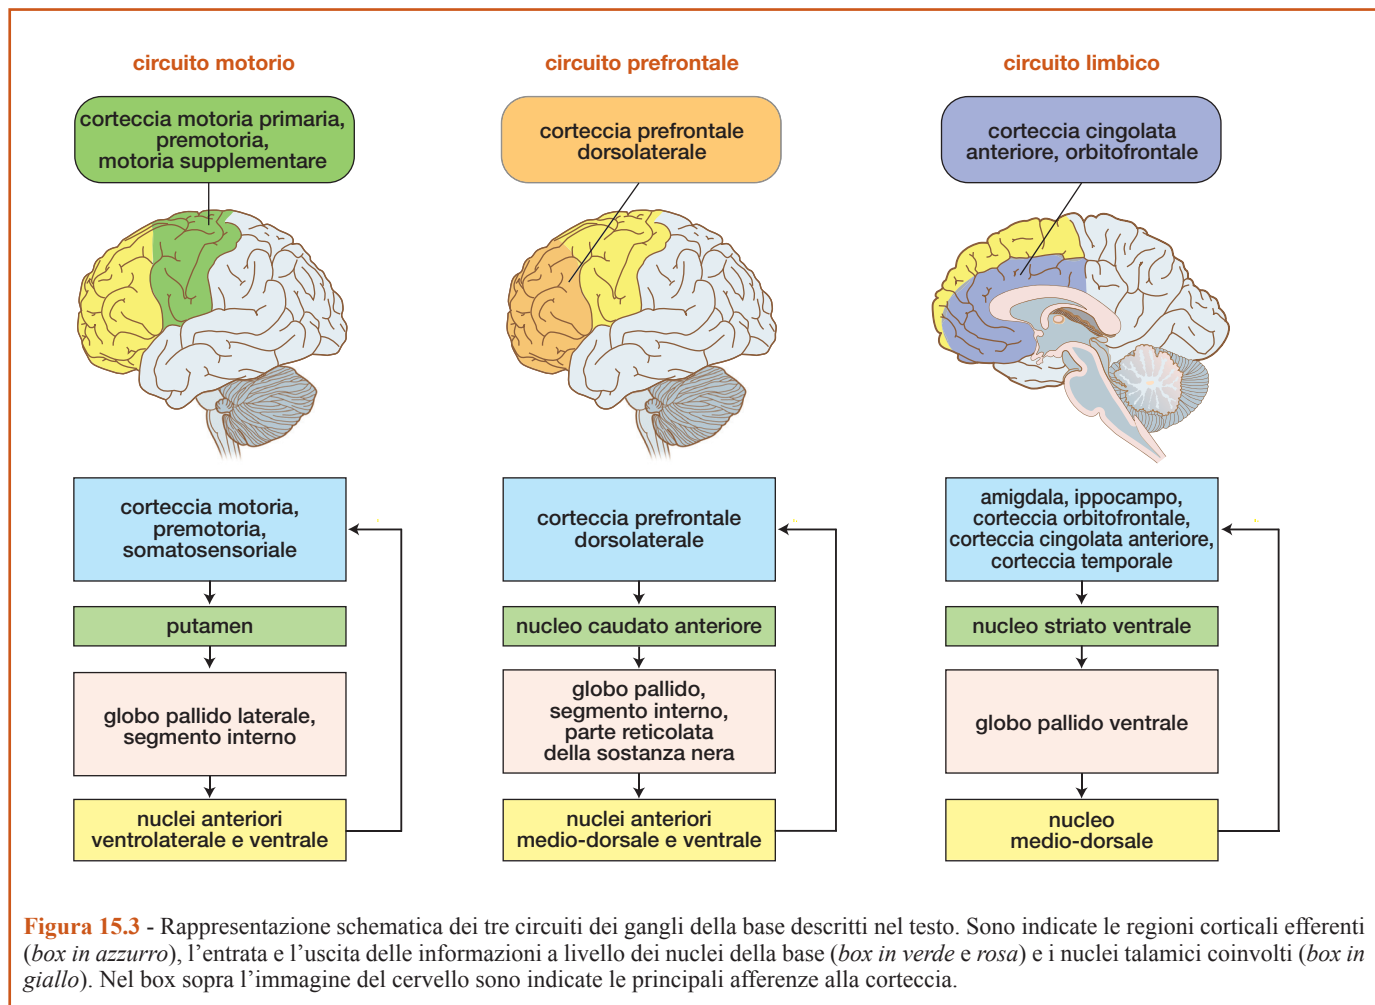 circuito motorio
corteccia motoria primaria,
premotoria,
motoria supplementare
corteccia motoria,
premotoria,
somatosensoriale
putamen
globo pallido laterale,
segmento interno
nuclei anteriori
ventrolaterale e ventrale
circuito prefrontale
corteccia prefrontale
dorsolaterale
corteccia prefrontale
dorsolaterale
nucleo caudato anteriore
globo pallido,
segmento interno,
parte reticolata
della sostanza nera
nuclei anteriori
medio-dorsale e ventrale
circuito limbico
corteccia cingolata
anteriore, orbitofrontale
amigdala, ippocampo,
corteccia orbitofrontale,
corteccia cingolata anteriore,
corteccia temporale
nucleo striato ventrale
globo pallido ventrale
nucleo
medio-dorsale
Figura 15.3 - Rappresentazione schematica dei tre circuiti dei gangli della base descritti nel testo. Sono indicate le regioni corticali efferenti
(box in azzurro), l'entrata e l'uscita delle informazioni a livello dei nuclei della base (box in verde e rosa) e i nuclei talamici coinvolti (box in
giallo). Nel box sopra l'immagine del cervello sono indicate le principali afferenze alla corteccia.